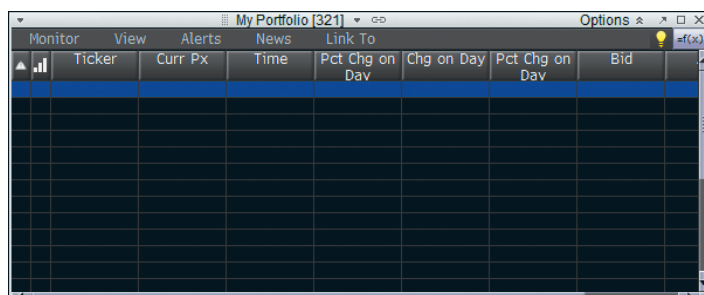 My Portfolio [321] Options
Monitor View Alerts News Link To =f(x)
Ticker Curr Px Time Pct Chg on Day Chg on Day Pct Chg on Day Bid